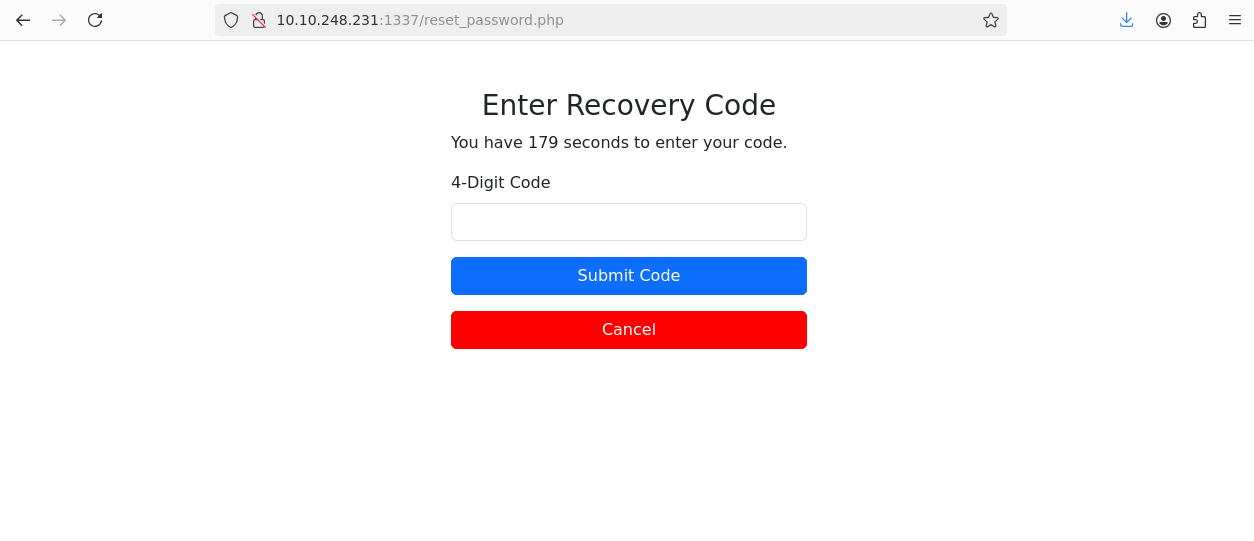 10.10.248.231:1337/reset_password.php
Enter Recovery Code
You have 179 seconds to enter your code.
4-Digit Code
Submit Code
Cancel